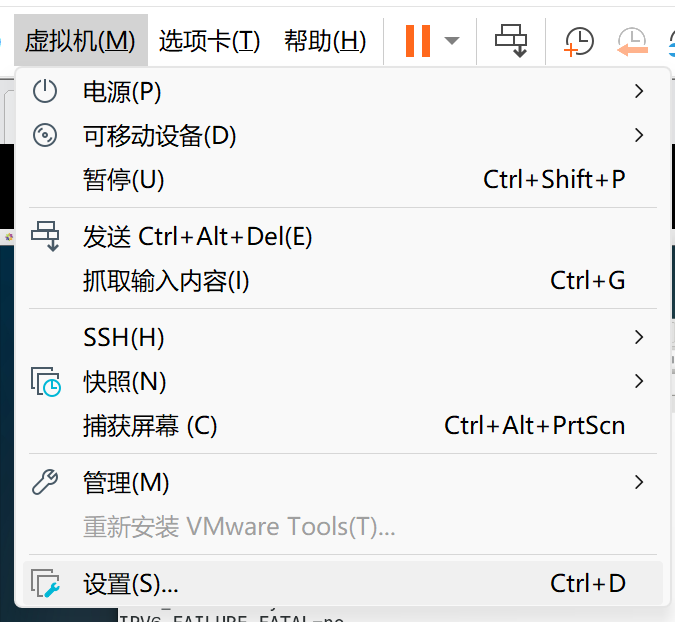 虚拟机(M) 选项卡(T) 帮助(H)
电源(P)
可移动设备(D)
暂停(U) Ctrl+Shift+P
发送 Ctrl+Alt+Del(E)
抓取输入内容(I) Ctrl+G
SSH(H)
快照(N)
捕获屏幕 (C) Ctrl+Alt+PrtScn
管理(M)
重新安装 VMware Tools(T)...
设置(S)... Ctrl+D
IPV6_FAILURE_FATAL=no